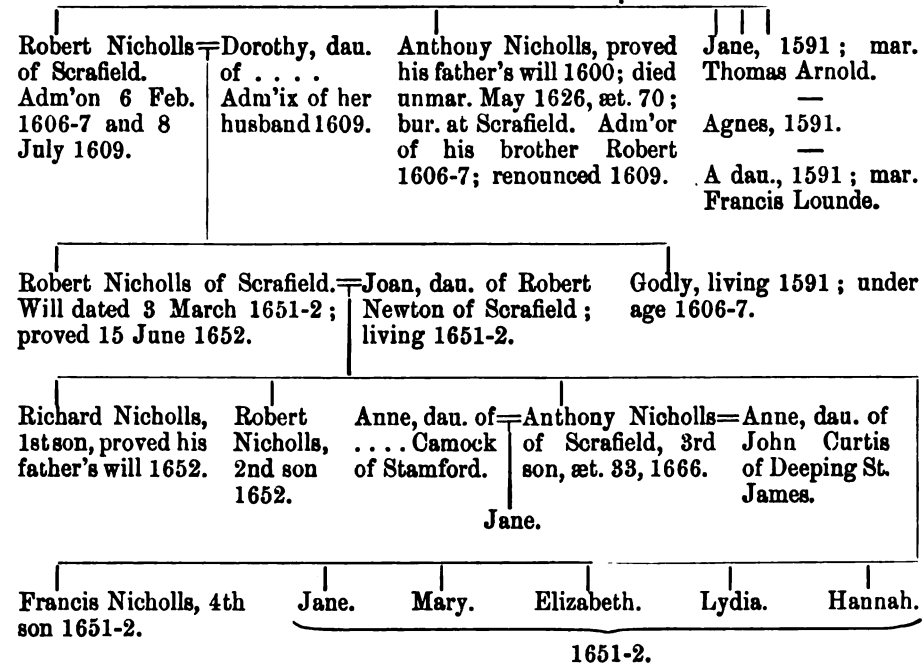 Robert Nicholls
of Scrafield.
Adm'on 6 Feb.
1606-7 and 8
July 1609.
Dorothy, dau.
of . . . .
Adm'ix of her
husband 1609.
Anthony Nicholls, proved
his father's will 1600; died
unmar. May 1626, æt. 70;
bur. at Scrafield. Adm'or
of his brother Robert
1606-7; renounced 1609.
Jane, 1591; mar.
Thomas Arnold.
—
Agnes, 1591.
—
A dau., 1591; mar.
Francis Lounde.
Robert Nicholls of Scrafield.
Will dated 3 March 1651-2;
proved 15 June 1652.
Joan, dau. of Robert
Newton of Scrafield;
living 1651-2.
Godly, living 1591; under
age 1606-7.
Richard Nicholls,
1st son, proved his
father's will 1652.
Robert
Nicholls,
2nd son
1652.
Anne, dau. of
. . . . Camock
of Stamford.
Anthony Nicholls
of Scrafield, 3rd
son, æt. 33, 1666.
Anne, dau. of
John Curtis
of Deeping St.
James.
Jane.
Francis Nicholls, 4th
son 1651-2.
Jane. Mary. Elizabeth. Lydia. Hannah.
1651-2.